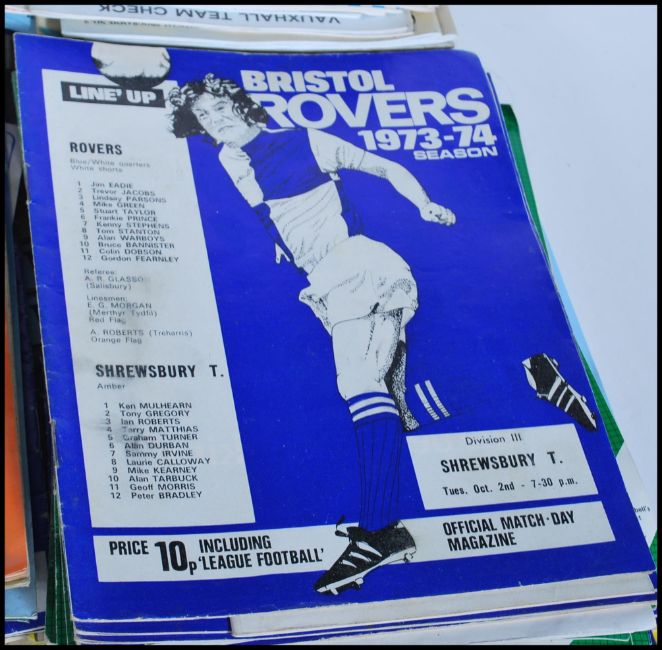 VAUXHALL TEAM CHECK
LINE' UP
BRISTOL
ROVERS
1973-74
SEASON
ROVERS
Blue/White quarters
White shorts
1 Jim EADIE
2 Trevor JACOBS
3 Lindsay PARSONS
4 Mike GREEN
5 Stuart TAYLOR
6 Frankie PRINCE
7 Kenny STEPHENS
8 Tom STANTON
9 Alan WARBOYS
10 Bruce BANNISTER
11 Colin DOBSON
12 Gordon FEARNLEY
Referee:
A. R. GLASSO
(Salisbury)
Linesmen:
E. G. MORGAN
(Merthyr Tydfil)
Red Flag
A. ROBERTS (Treharris)
Orange Flag
SHREWSBURY T.
Amber
1 Ken MULHEARN
2 Tony GREGORY
3 Ian ROBERTS
4 Terry MATTHIAS
5 Graham TURNER
6 Alan DURBAN
7 Sammy IRVINE
8 Laurie CALLOWAY
9 Mike KEARNEY
10 Alan TARBUCK
11 Geoff MORRIS
12 Peter BRADLEY
Division III
SHREWSBURY T.
Tues. Oct. 2nd - 7-30 p.m.
PRICE 10p INCLUDING
'LEAGUE FOOTBALL'
OFFICIAL MATCH-DAY
MAGAZINE